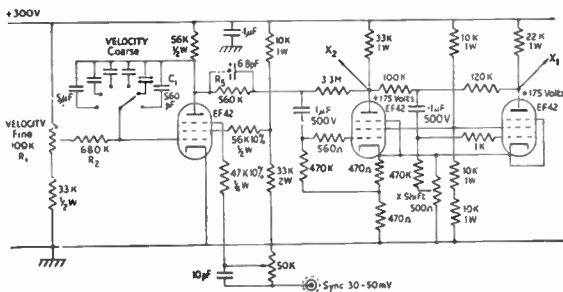 +300V
VELOCITY
Coarse
5μF
C1
560
pF
56K
½W
·1μF
10K
1W
R5
6·8pF
560K
X2
33K
1W
+175 Volts
EF42
3·3M
1μF
500V
100K
10K
1W
120K
22K
1W
X1
+175 Volts
EF42
·1μF
500V
VELOCITY
Fine
100K
R1
680K
R2
EF42
56K 10%
½W
47K 10%
¼W
33K
2W
560Ω
470K
470Ω
470K
X Shift
500Ω
1K
10K
1W
10K
1W
33K
½W
470Ω
10pF
50K
Sync 30-50mV